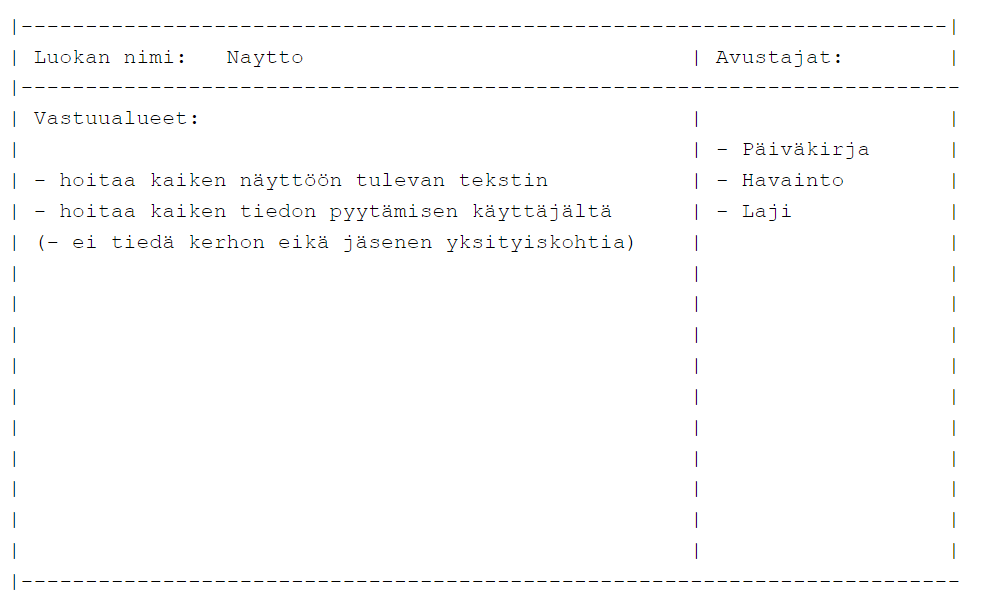 |------------------------------------------------------------------------|
| Luokan nimi:   Naytto                              | Avustajat:        |
|-------------------------------------------------------------------------
| Vastuualueet:                                      |                   |
|                                                    | - Päiväkirja      |
| - hoitaa kaiken näyttöön tulevan tekstin           | - Havainto        |
| - hoitaa kaiken tiedon pyytämisen käyttäjältä      | - Laji            |
| (- ei tiedä kerhon eikä jäsenen yksityiskohtia)    |                   |
|                                                    |                   |
|                                                    |                   |
|                                                    |                   |
|                                                    |                   |
|                                                    |                   |
|                                                    |                   |
|                                                    |                   |
|                                                    |                   |
|                                                    |                   |
|                                                    |                   |
|-------------------------------------------------------------------------